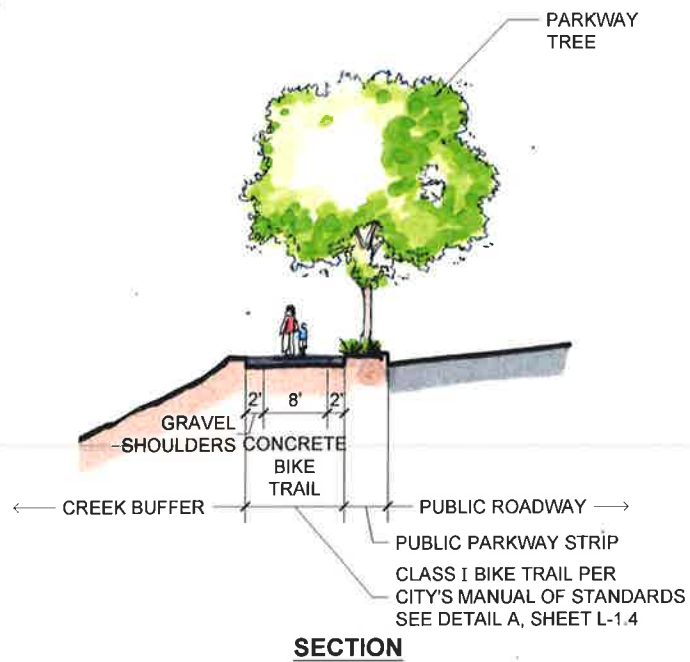 PARKWAY
TREE
2' 8' 2'
GRAVEL
SHOULDERS
CONCRETE
BIKE
TRAIL
CREEK BUFFER
PUBLIC ROADWAY
PUBLIC PARKWAY STRIP
CLASS I BIKE TRAIL PER
CITY'S MANUAL OF STANDARDS
SEE DETAIL A, SHEET L-1.4
SECTION